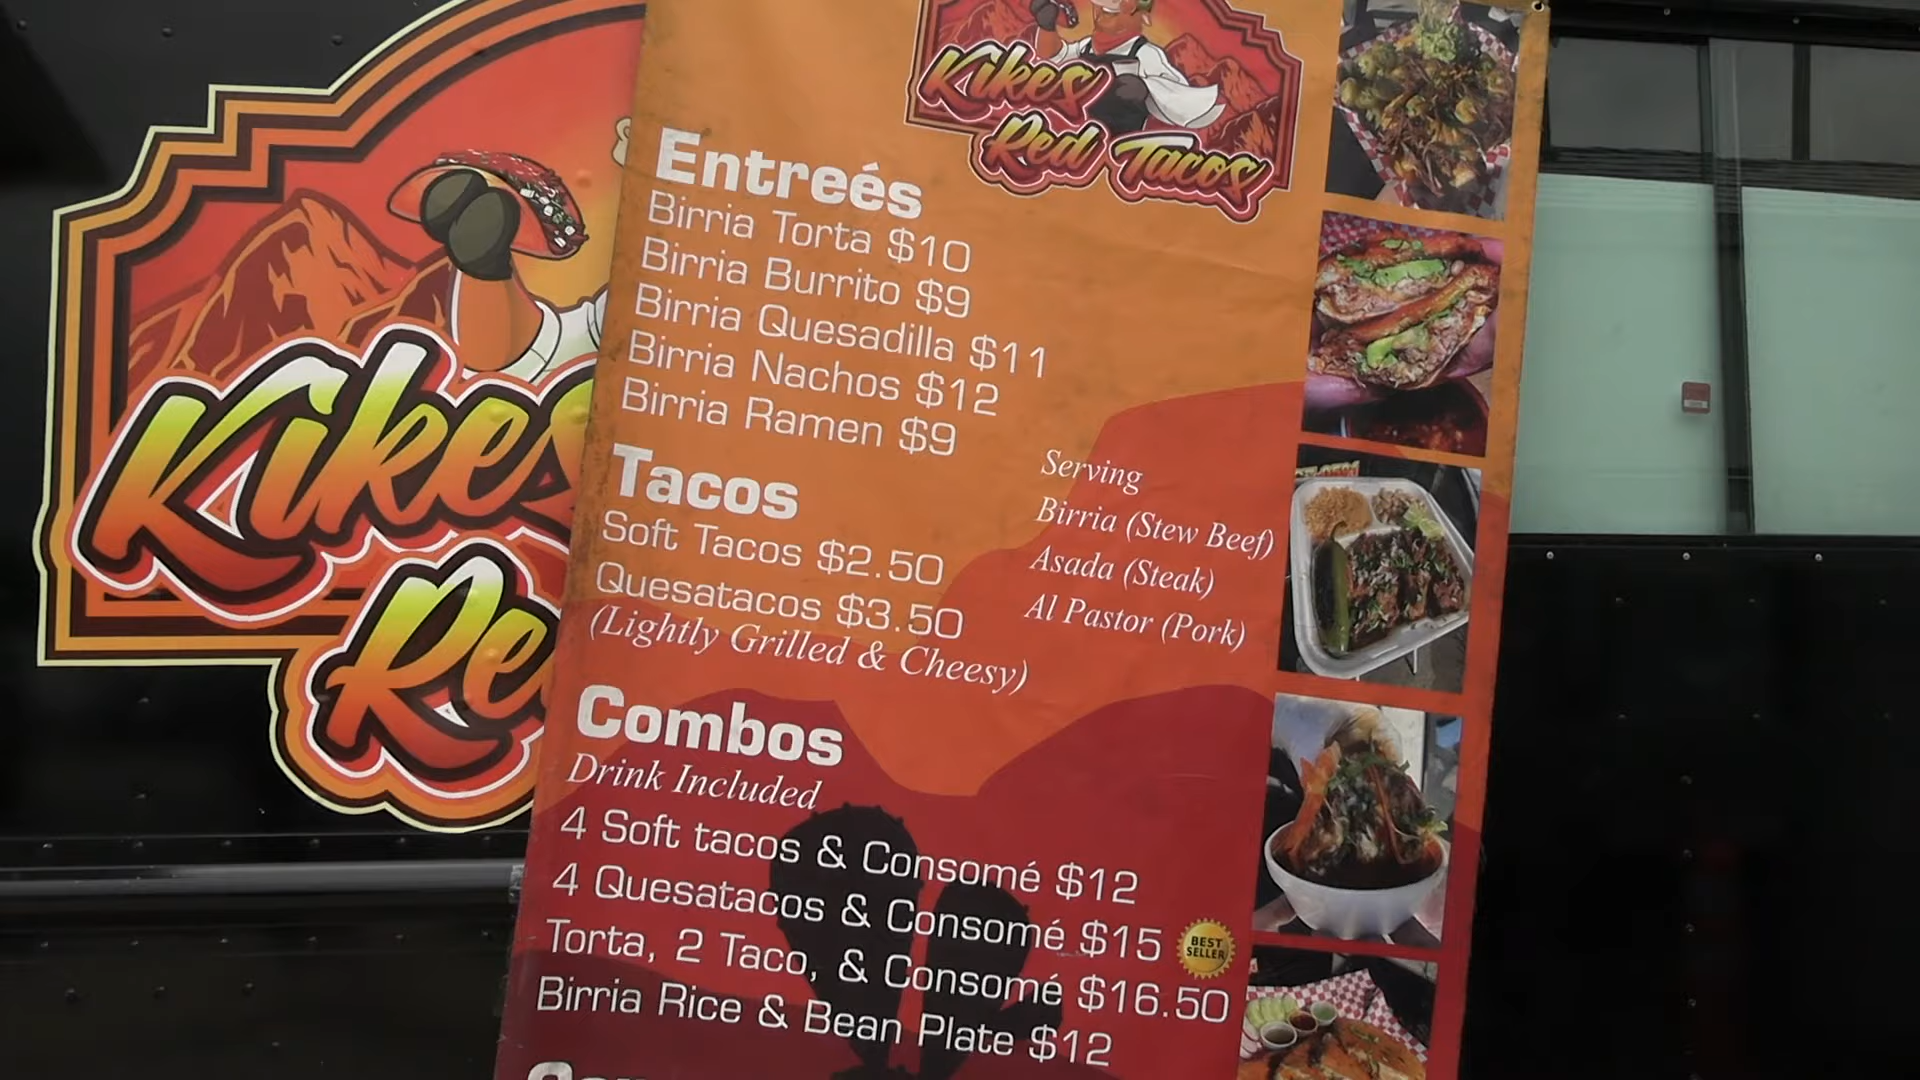 Kikes
Red Tacos
Entreés
Birria Torta $10
Birria Burrito $9
Birria Quesadilla $11
Birria Nachos $12
Birria Ramen $9
Tacos
Soft Tacos $2.50
Quesatacos $3.50
(Lightly Grilled & Cheesy)
Serving
Birria (Stew Beef)
Asada (Steak)
Al Pastor (Pork)
Combos
Drink Included
4 Soft tacos & Consomé $12
4 Quesatacos & Consomé $15
BEST
SELLER
Torta, 2 Taco, & Consomé $16.50
Birria Rice & Bean Plate $12
Kikes
Re